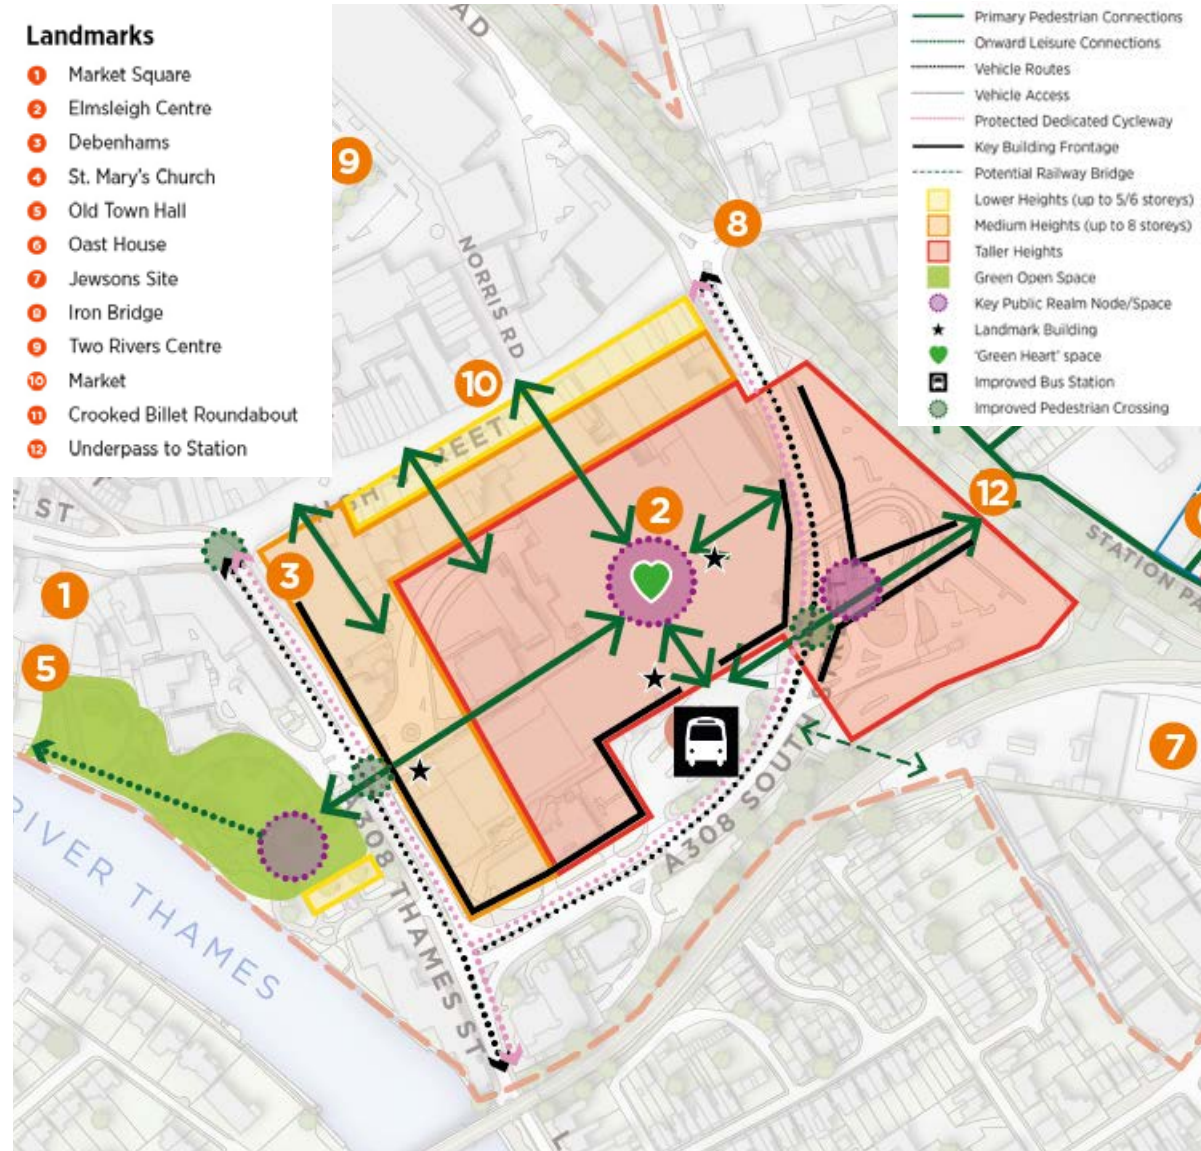 Landmarks
1 Market Square
2 Elmsleigh Centre
3 Debenhams
4 St. Mary's Church
5 Old Town Hall
6 Oast House
7 Jewsons Site
8 Iron Bridge
9 Two Rivers Centre
10 Market
11 Crooked Billet Roundabout
12 Underpass to Station
Primary Pedestrian Connections
Onward Leisure Connections
Vehicle Routes
Vehicle Access
Protected Dedicated Cycleway
Key Building Frontage
Potential Railway Bridge
Lower Heights (up to 5/6 storeys)
Medium Heights (up to 8 storeys)
Taller Heights
Green Open Space
Key Public Realm Node/Space
Landmark Building
'Green Heart' space
Improved Bus Station
Improved Pedestrian Crossing
AD
9
8
NORRIS RD
10
GH STREET
2
12
E ST
3
STATION PA
1
5
7
A308 SOUTH S
A308 THAMES ST
RIVER THAMES